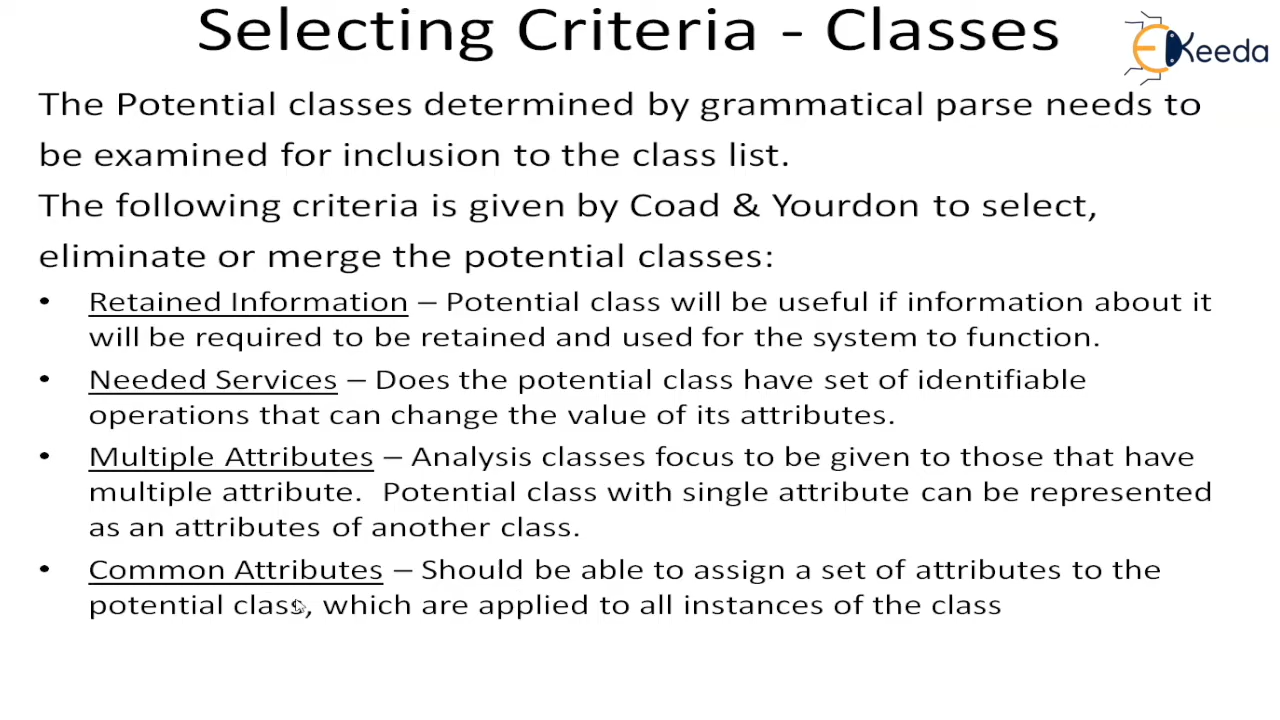 Selecting Criteria - Classes
EKeeda
The Potential classes determined by grammatical parse needs to
be examined for inclusion to the class list.
The following criteria is given by Coad & Yourdon to select,
eliminate or merge the potential classes:
• Retained Information – Potential class will be useful if information about it
will be required to be retained and used for the system to function.
• Needed Services – Does the potential class have set of identifiable
operations that can change the value of its attributes.
• Multiple Attributes – Analysis classes focus to be given to those that have
multiple attribute. Potential class with single attribute can be represented
as an attributes of another class.
• Common Attributes – Should be able to assign a set of attributes to the
potential class, which are applied to all instances of the class